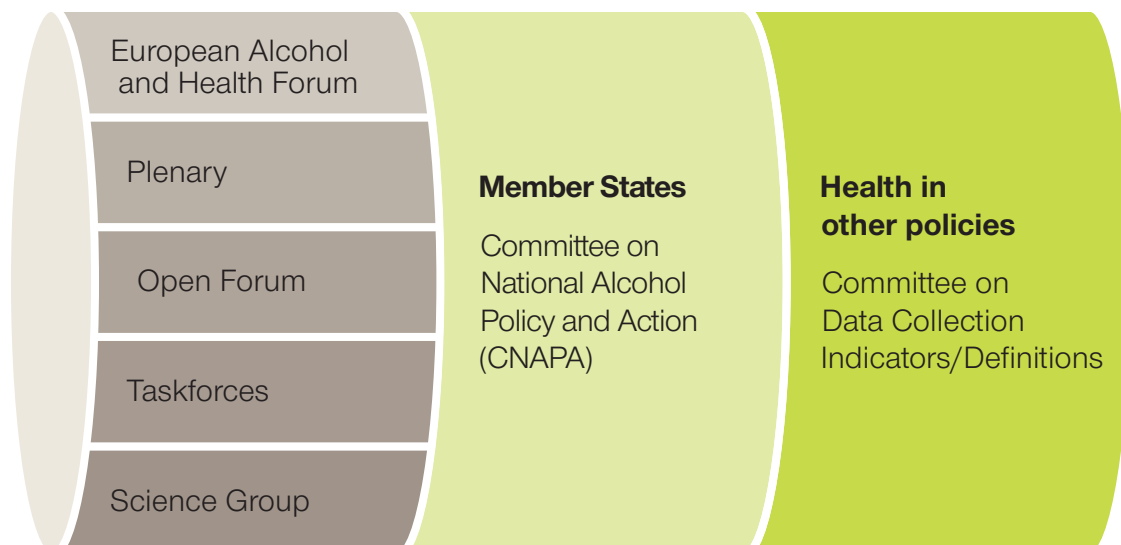 European Alcohol
and Health Forum
Plenary
Open Forum
Taskforces
Science Group
Member States
Committee on
National Alcohol
Policy and Action
(CNAPA)
Health in
other policies
Committee on
Data Collection
Indicators/Definitions